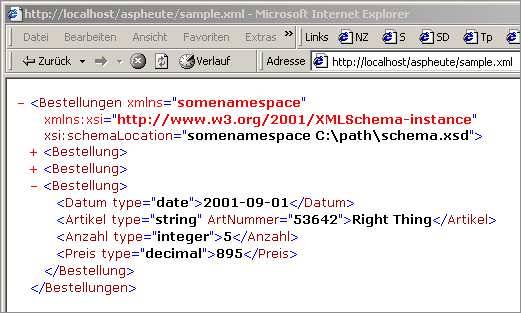 http://localhost/aspheute/sample.xml - Microsoft Internet Explorer
Datei Bearbeiten Ansicht Favoriten Extras » Links NZ S SD Tp
Zurück Verlauf Adresse http://localhost/aspheute/sample.xml
- <Bestellungen xmlns="somenamespace"
xmlns:xsi="http://www.w3.org/2001/XMLSchema-instance"
xsi:schemaLocation="somenamespace C:\path\schema.xsd">
+ <Bestellung>
+ <Bestellung>
- <Bestellung>
<Datum type="date">2001-09-01</Datum>
<Artikel type="string" ArtNummer="53642">Right Thing</Artikel>
<Anzahl type="integer">5</Anzahl>
<Preis type="decimal">895</Preis>
</Bestellung>
</Bestellungen>